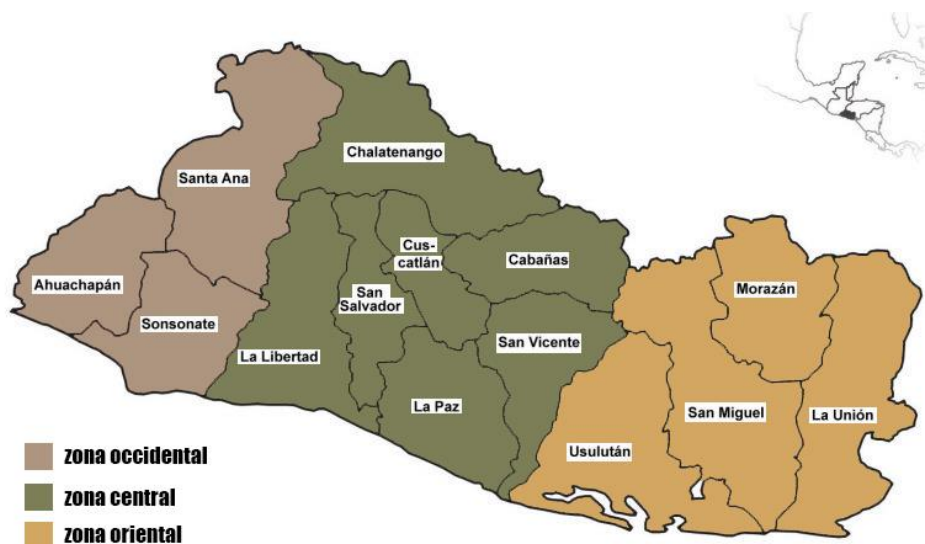 Chalatenango
Santa Ana
Cus-
catlán
Cabañas
Ahuachapán
Morazán
San
Salvador
Sonsonate
San Vicente
La Libertad
La Paz
San Miguel
La Unión
Usulután
zona occidental
zona central
zona oriental